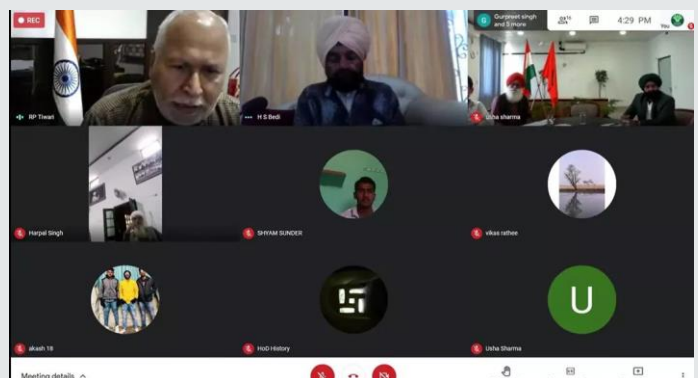 REC
Gurpreet singh
and 5 more
4:29 PM
You
RP Tiwari
H S Bedi
Usha sharma
Harpal Singh
SHYAM SUNDER
vikas rathee
akash 18
HoD History
U
Usha Sharma
Meeting details